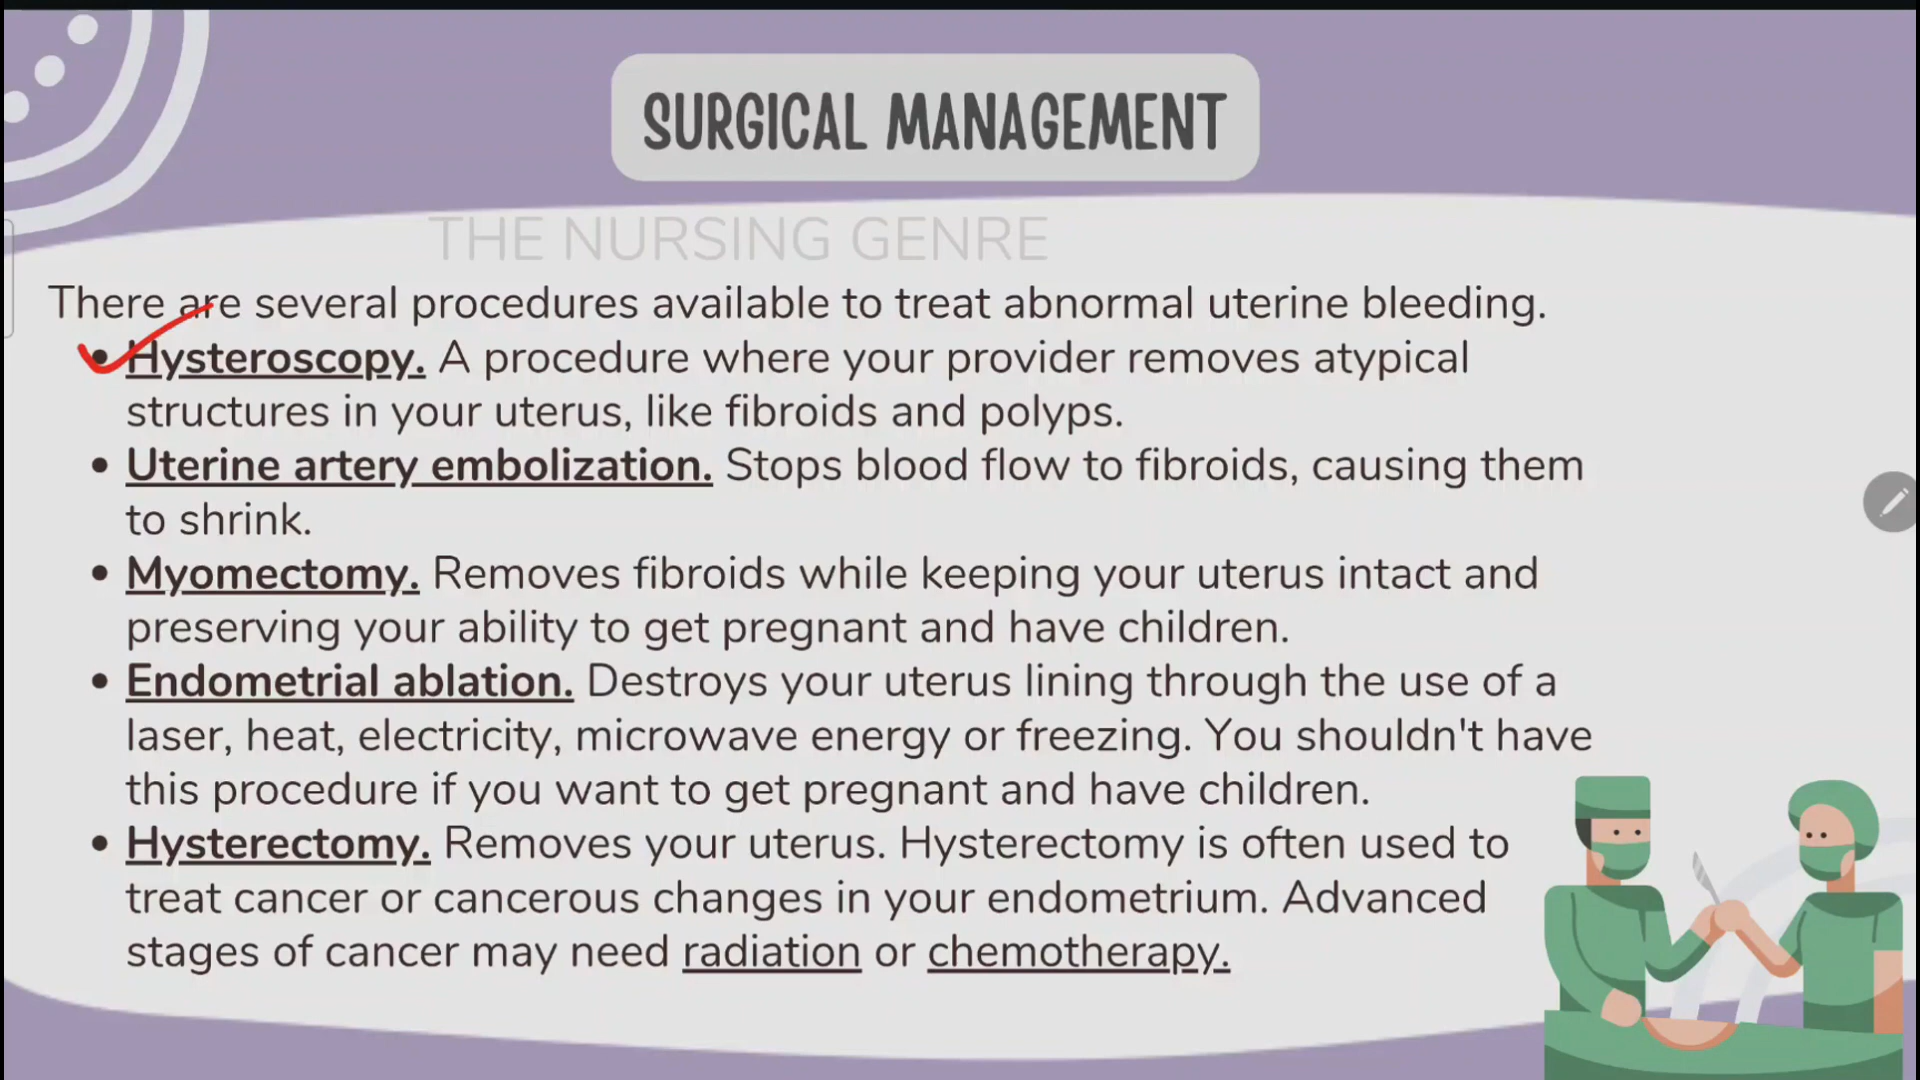 SURGICAL MANAGEMENT
THE NURSING GENRE
There are several procedures available to treat abnormal uterine bleeding.
• Hysteroscopy. A procedure where your provider removes atypical
structures in your uterus, like fibroids and polyps.
• Uterine artery embolization. Stops blood flow to fibroids, causing them
to shrink.
• Myomectomy. Removes fibroids while keeping your uterus intact and
preserving your ability to get pregnant and have children.
• Endometrial ablation. Destroys your uterus lining through the use of a
laser, heat, electricity, microwave energy or freezing. You shouldn't have
this procedure if you want to get pregnant and have children.
• Hysterectomy. Removes your uterus. Hysterectomy is often used to
treat cancer or cancerous changes in your endometrium. Advanced
stages of cancer may need radiation or chemotherapy.